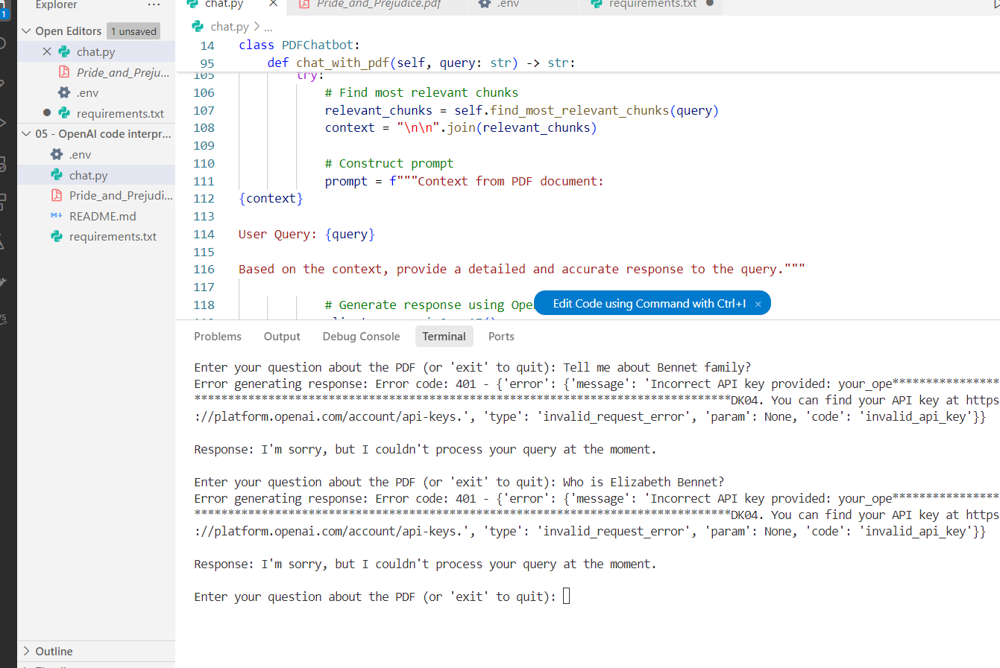 Explorer
···
chat.py
Pride_and_Prejudice.pdf
.env
requirements.txt
Open Editors 1 unsaved
chat.py
Pride_and_Preju...
.env
requirements.txt
05 - OpenAI code interpr...
.env
chat.py
Pride_and_Prejudi...
README.md
requirements.txt
Outline
1
chat.py > ...
14 class PDFChatbot:
95 def chat_with_pdf(self, query: str) -> str:
105 try:
106 # Find most relevant chunks
107 relevant_chunks = self.find_most_relevant_chunks(query)
108 context = "\n\n".join(relevant_chunks)
109
110 # Construct prompt
111 prompt = f"""Context from PDF document:
112 {context}
113
114 User Query: {query}
115
116 Based on the context, provide a detailed and accurate response to the query."""
117
118 # Generate response using Ope
Edit Code using Command with Ctrl+I ×
Problems Output Debug Console Terminal Ports
Enter your question about the PDF (or 'exit' to quit): Tell me about Bennet family?
Error generating response: Error code: 401 - {'error': {'message': 'Incorrect API key provided: your_ope****************
********************************************************************************DK04. You can find your API key at https
://platform.openai.com/account/api-keys.', 'type': 'invalid_request_error', 'param': None, 'code': 'invalid_api_key'}}
Response: I'm sorry, but I couldn't process your query at the moment.
Enter your question about the PDF (or 'exit' to quit): Who is Elizabeth Bennet?
Error generating response: Error code: 401 - {'error': {'message': 'Incorrect API key provided: your_ope****************
********************************************************************************DK04. You can find your API key at https
://platform.openai.com/account/api-keys.', 'type': 'invalid_request_error', 'param': None, 'code': 'invalid_api_key'}}
Response: I'm sorry, but I couldn't process your query at the moment.
Enter your question about the PDF (or 'exit' to quit):